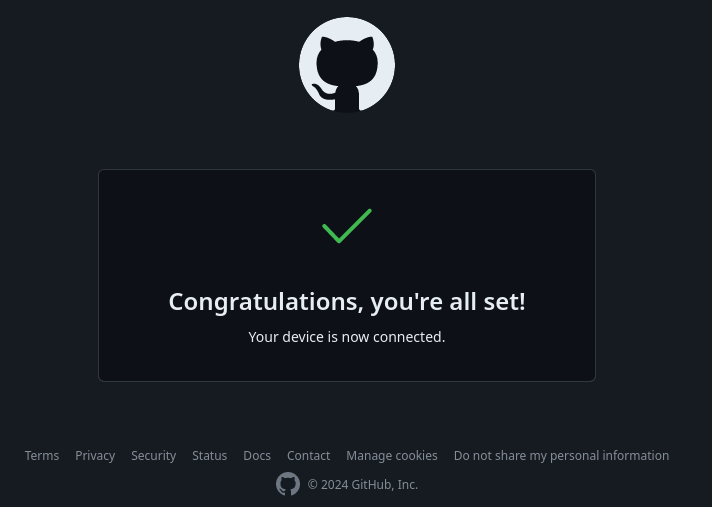 Congratulations, you're all set!
Your device is now connected.
Terms Privacy Security Status Docs Contact Manage cookies Do not share my personal information
© 2024 GitHub, Inc.